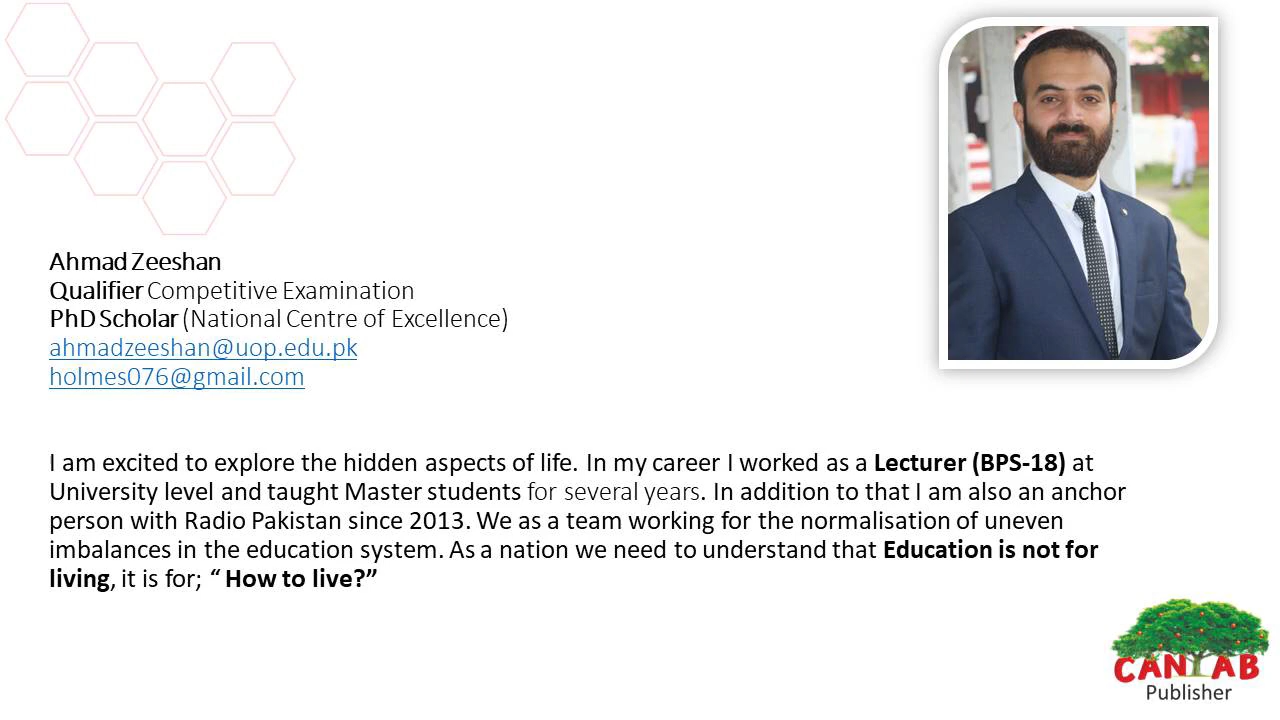 Ahmad Zeeshan
Qualifier Competitive Examination
PhD Scholar (National Centre of Excellence)
ahmadzeeshan@uop.edu.pk
holmes076@gmail.com
I am excited to explore the hidden aspects of life. In my career I worked as a Lecturer (BPS-18) at
University level and taught Master students for several years. In addition to that I am also an anchor
person with Radio Pakistan since 2013. We as a team working for the normalisation of uneven
imbalances in the education system. As a nation we need to understand that Education is not for
living, it is for; “ How to live?”
CANTAB
Publisher